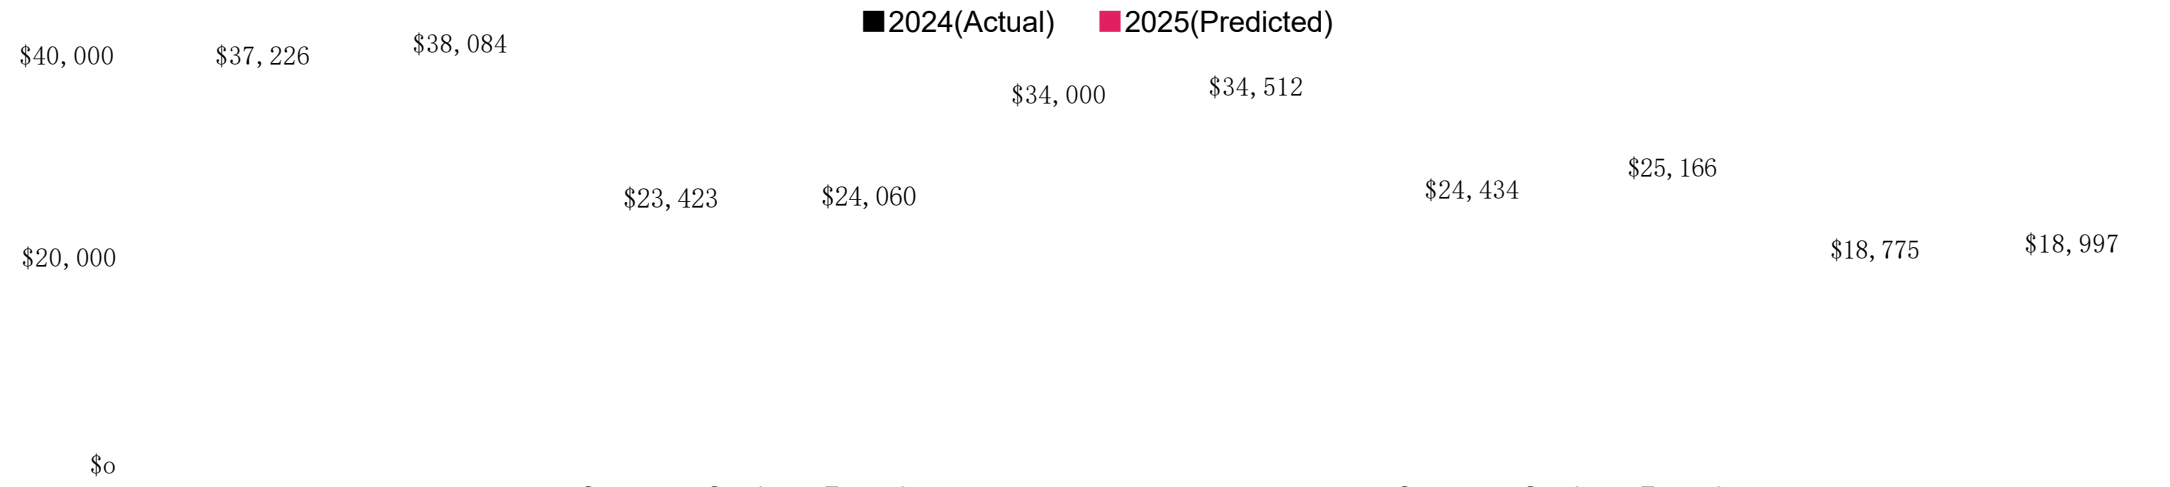 2024(Actual) 2025(Predicted)
$40,000 $37,226 $38,084
$34,000 $34,512
$23,423 $24,060 $24,434 $25,166
$20,000 $18,775 $18,997
$o